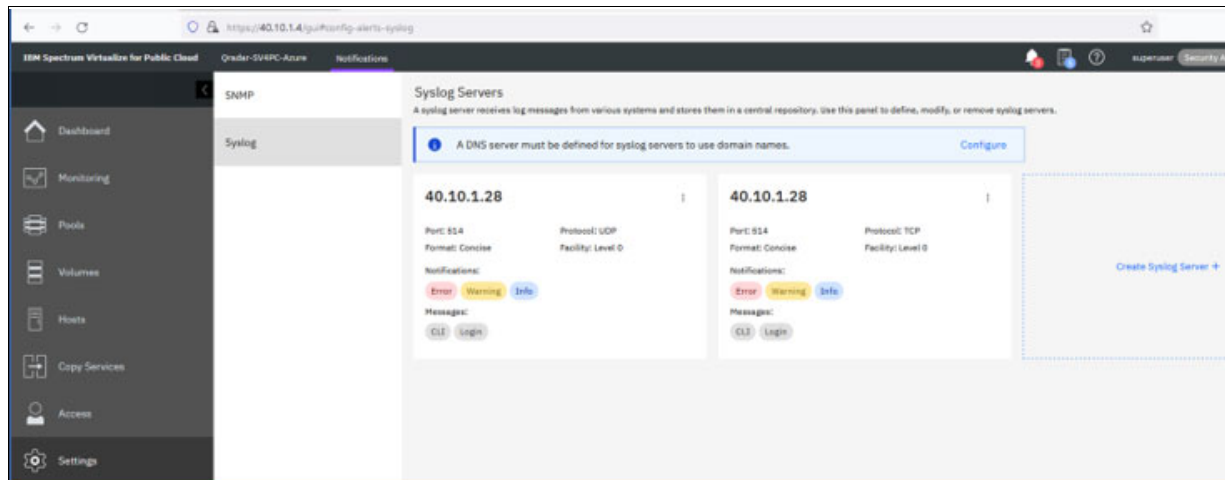 https://40.10.1.4/gui#config-alerts-syslog
IBM Spectrum Virtualize for Public Cloud
Qradar-SV4PC-Azure
Notifications
superuser
Security A
Dashboard
Monitoring
Pools
Volumes
Hosts
Copy Services
Access
Settings
SNMP
Syslog
Syslog Servers
A syslog server receives log messages from various systems and stores them in a central repository. Use this panel to define, modify, or remove syslog servers.
A DNS server must be defined for syslog servers to use domain names.
Configure
40.10.1.28
Port: 514 Protocol: UDP
Format: Concise Facility: Level 0
Notifications:
Error Warning Info
Messages:
CLI Login
40.10.1.28
Port: 514 Protocol: TCP
Format: Concise Facility: Level 0
Notifications:
Error Warning Info
Messages:
CLI Login
Create Syslog Server +